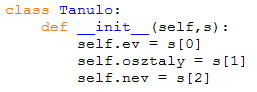 class Tanulo:
    def __init__(self,s):
        self.ev = s[0]
        self.osztaly = s[1]
        self.nev = s[2]